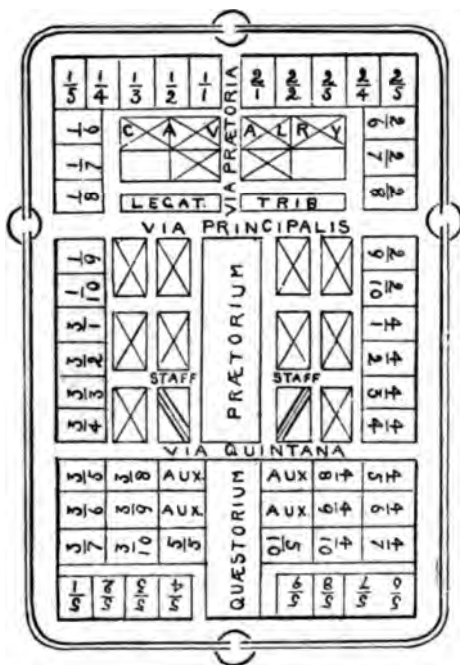 1/5 1/4 1/3 1/2 1/1 VIA PRÆTORIA 2/1 2/2 2/3 2/4 2/5
1/6 CAV ALRY 2/6
1/7 2/7
1/8 LEGAT. TRIB 2/8
VIA PRINCIPALIS
1/9 2/9
1/10 PRÆTORIUM 2/10
3/1 4/1
3/2 4/2
STAFF STAFF
3/3 4/3
3/4 4/4
VIA QUINTANA
3/5 3/8 AUX. QUÆSTORIUM AUX 4/8 4/5
3/6 3/9 AUX. AUX. 4/9 4/6
3/7 3/10 5/5 5/10 4/10 4/7
5/1 5/2 5/3 5/4 5/9 5/8 5/7